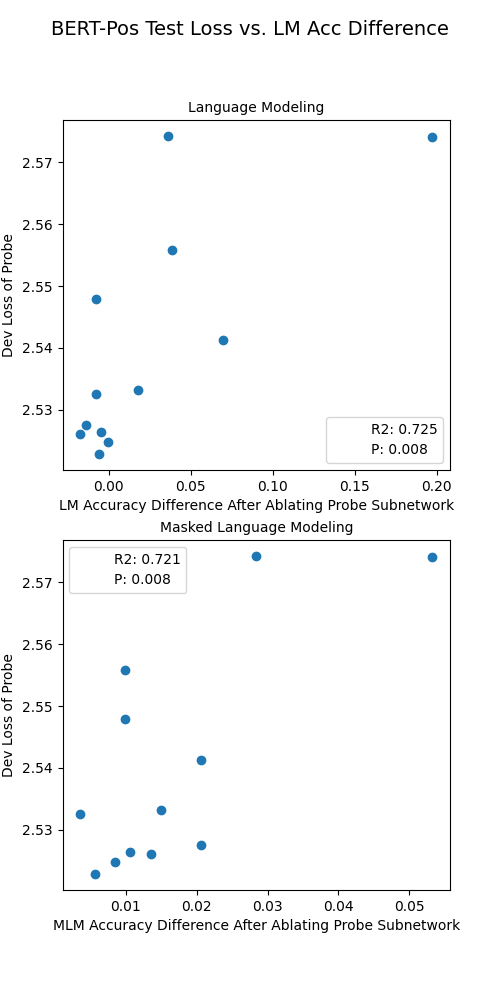 BERT-Pos Test Loss vs. LM Acc Difference
Language Modeling
Dev Loss of Probe
2.57
2.56
2.55
2.54
2.53
R2: 0.725
P: 0.008
0.00 0.05 0.10 0.15 0.20
LM Accuracy Difference After Ablating Probe Subnetwork
Masked Language Modeling
Dev Loss of Probe
R2: 0.721
P: 0.008
2.57
2.56
2.55
2.54
2.53
0.01 0.02 0.03 0.04 0.05
MLM Accuracy Difference After Ablating Probe Subnetwork